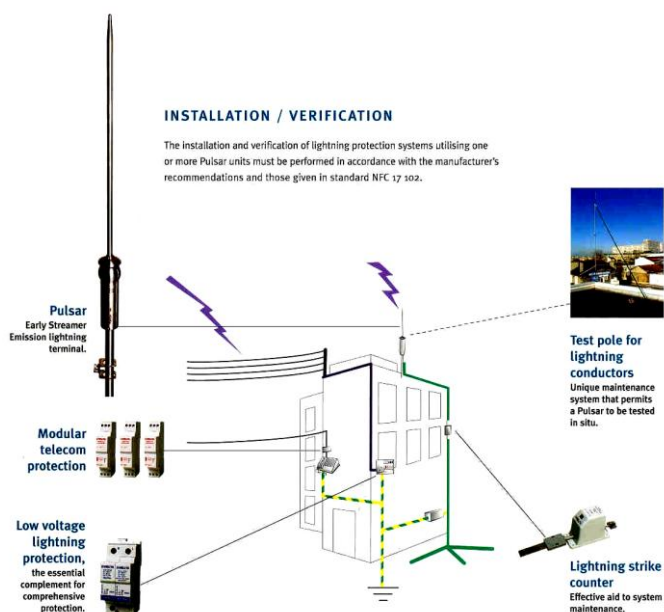 INSTALLATION / VERIFICATION
The installation and verification of lightning protection systems utilising one
or more Pulsar units must be performed in accordance with the manufacturer's
recommendations and those given in standard NFC 17 102.
Pulsar
Early Streamer
Emission lightning
terminal.
Test pole for
lightning
conductors
Unique maintenance
system that permits
a Pulsar to be tested
in situ.
Modular
telecom
protection
Low voltage
lightning
protection,
the essential
complement for
comprehensive
protection.
Lightning strike
counter
Effective aid to system
maintenance.